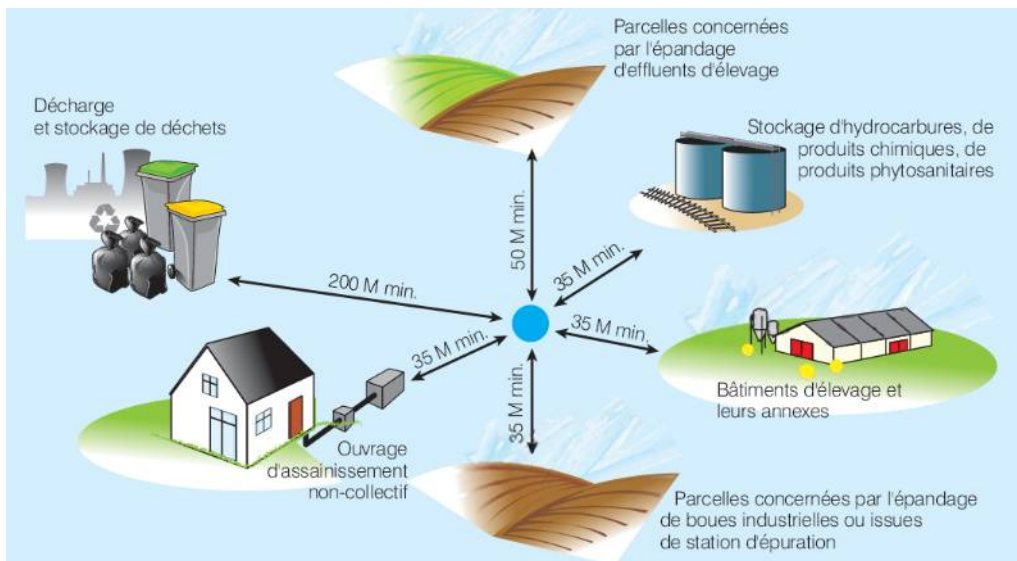 Parcelles concernées
par l'épandage
d'effluents d'élevage
Décharge
et stockage de déchets
Stockage d'hydrocarbures, de
produits chimiques, de
produits phytosanitaires
50 M min.
35 M min.
200 M min.
35 M min.
35 M min.
35 M min.
Bâtiments d'élevage et
leurs annexes
Ouvrage
d'assainissement
non-collectif
Parcelles concernées par l'épandage
de boues industrielles ou issues
de station d'épuration